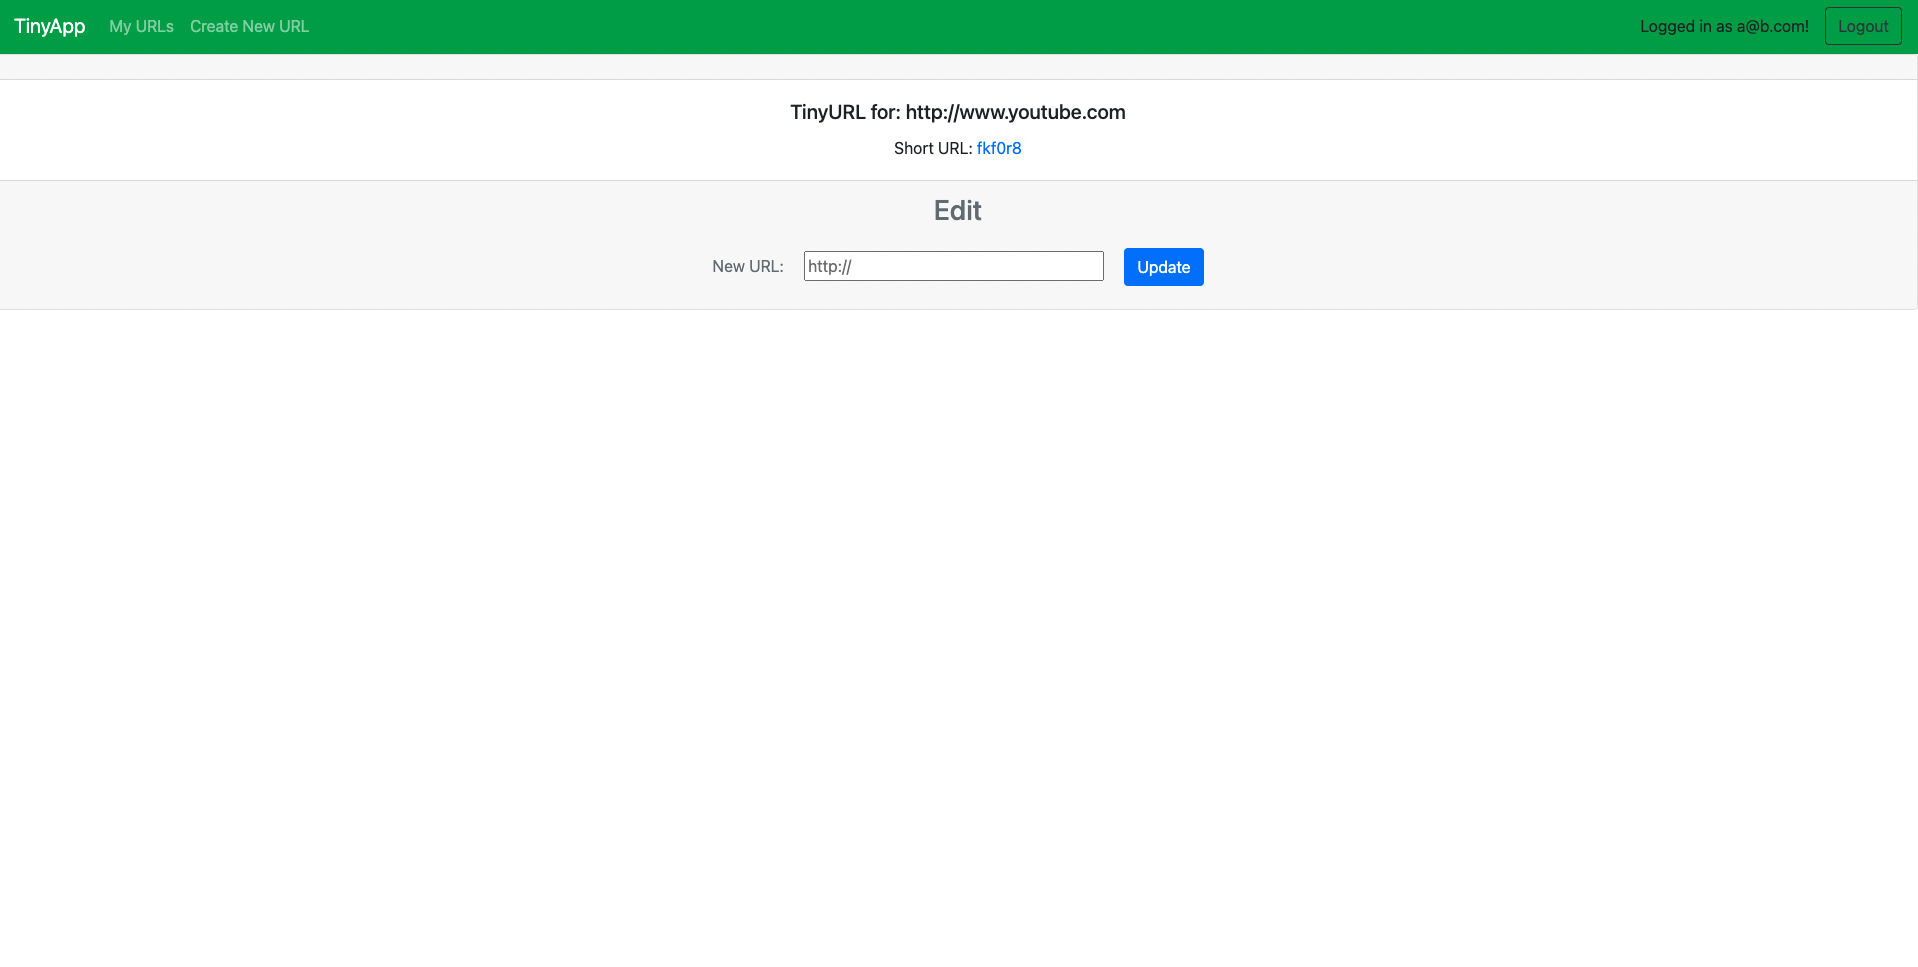 TinyApp My URLs Create New URL Logged in as a@b.com! Logout
TinyURL for: http://www.youtube.com
Short URL: fkf0r8
Edit
New URL: http:// Update